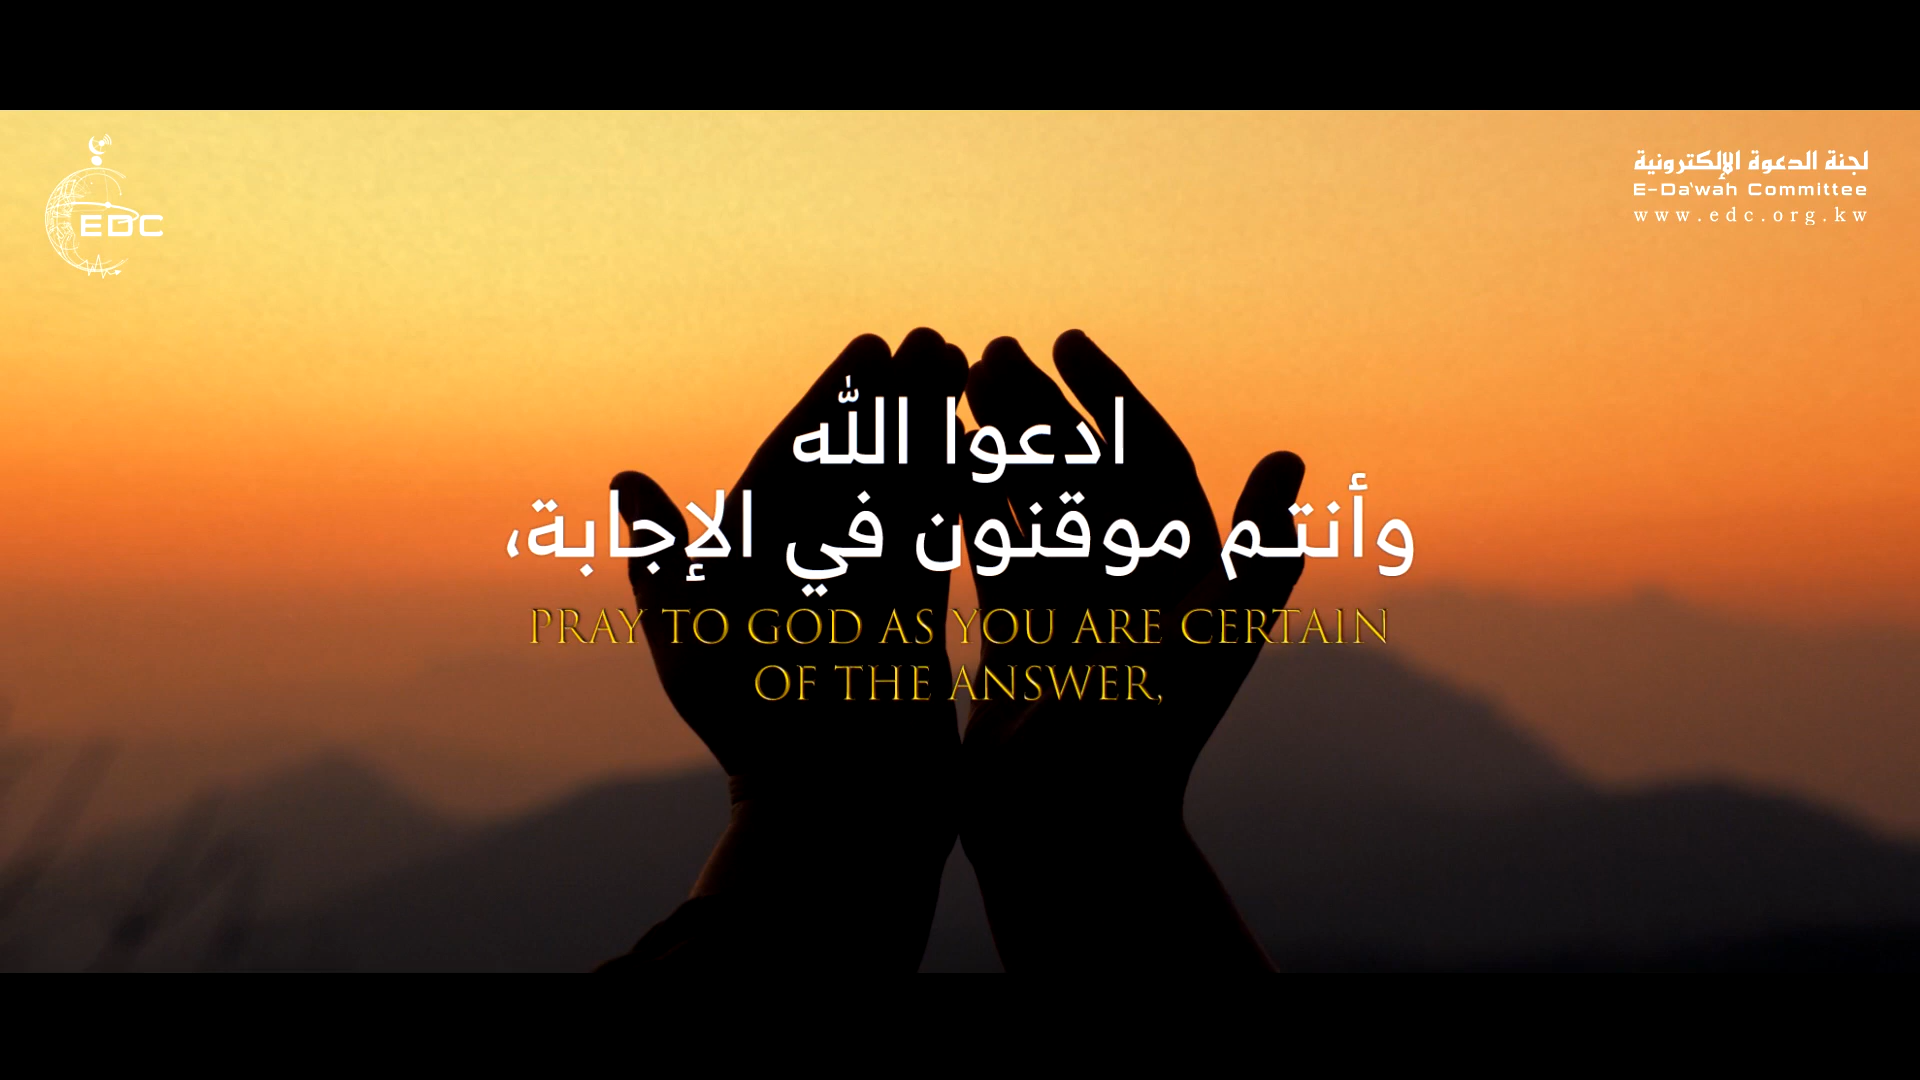 EDC
لجنة الدعوة الإلكترونية
E-Da'wah Committee
www.edc.org.kw
ادعوا الله
وأنتم موقنون في الإجابة،
PRAY TO GOD AS YOU ARE CERTAIN
OF THE ANSWER,